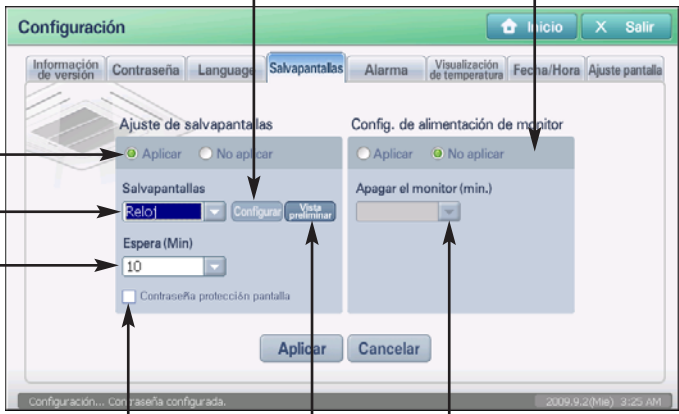 Configuración
Inicio
X Salir
Información de versión
Contraseña
Language
Salvapantallas
Alarma
Visualización de temperatura
Fecha/Hora
Ajuste pantalla
Ajuste de salvapantallas
Aplicar
No aplicar
Salvapantallas
Reloj
Configurar
Vista preliminar
Espera (Min)
10
Contraseña protección pantalla
Config. de alimentación de monitor
Aplicar
No aplicar
Apagar el monitor (min.)
Aplicar
Cancelar
Configuración... Contraseña configurada.
2009.9.2(Mie) 3:25 AM